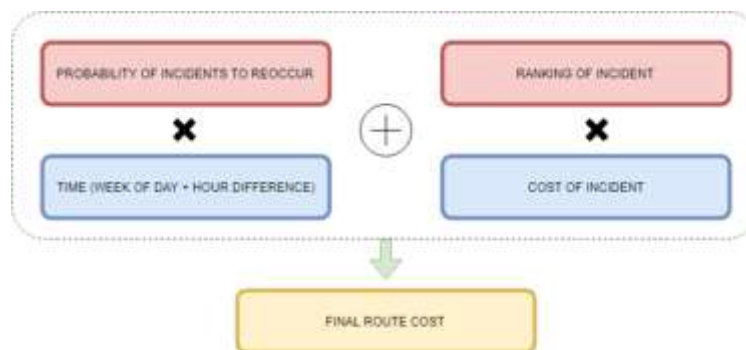 PROBABILITY OF INCIDENTS TO REOCCUR
RANKING OF INCIDENT
TIME (WEEK OF DAY + HOUR DIFFERENCE)
COST OF INCIDENT
FINAL ROUTE COST